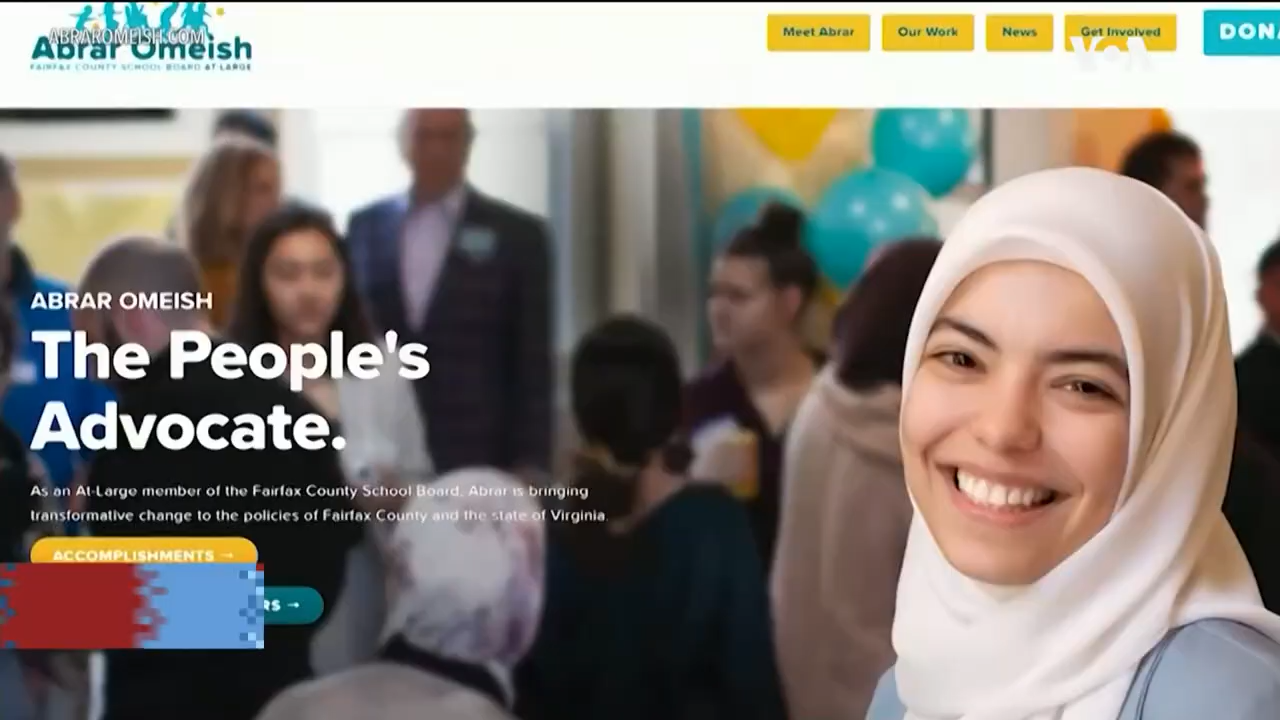 ABRAROMEISH.COM
Abrar Omeish
FAIRFAX COUNTY SCHOOL BOARD AT LARGE
Meet Abrar
Our Work
News
Get Involved
DONA
VOA
ABRAR OMEISH
The People's
Advocate.
As an At-Large member of the Fairfax County School Board, Abrar is bringing
transformative change to the policies of Fairfax County and the state of Virginia.
ACCOMPLISHMENTS →
RS →